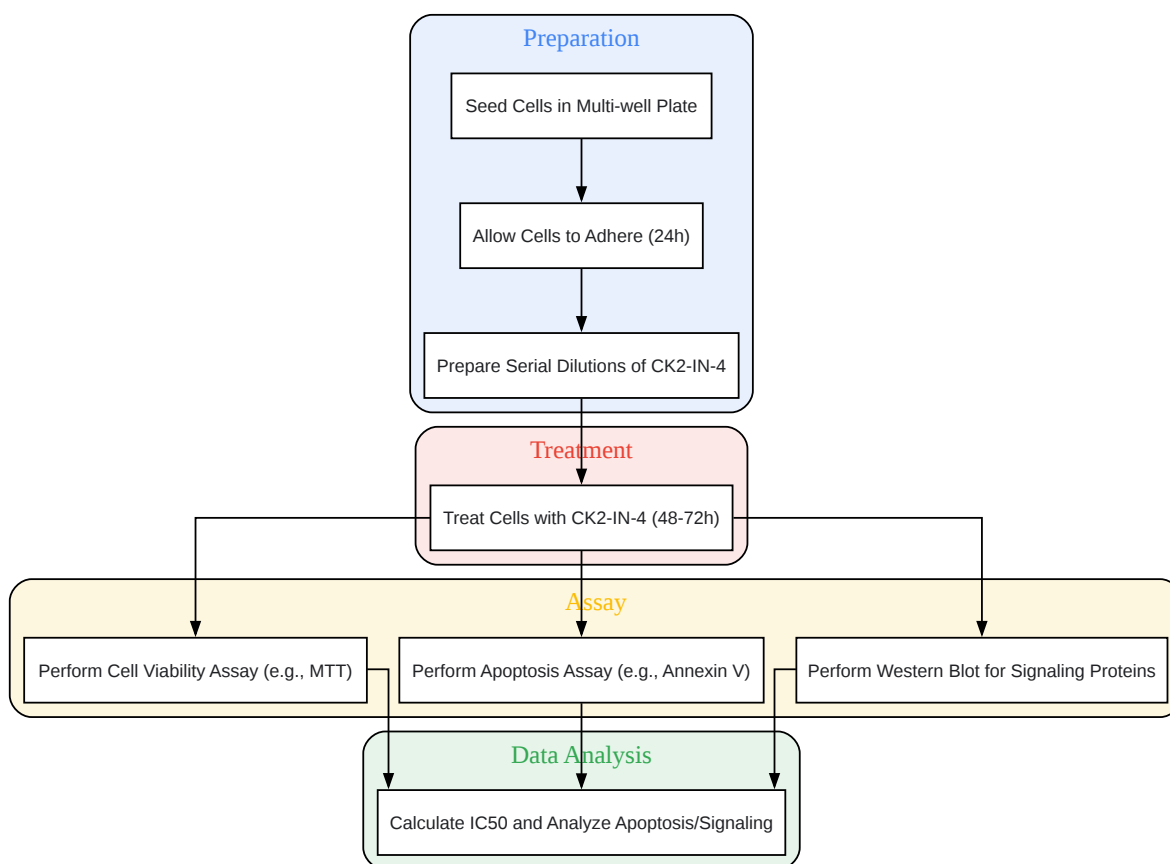 Preparation
Seed Cells in Multi-well Plate
Allow Cells to Adhere (24h)
Prepare Serial Dilutions of CK2-IN-4
Treatment
Treat Cells with CK2-IN-4 (48-72h)
Assay
Perform Cell Viability Assay (e.g., MTT)
Perform Apoptosis Assay (e.g., Annexin V)
Perform Western Blot for Signaling Proteins
Data Analysis
Calculate IC50 and Analyze Apoptosis/Signaling